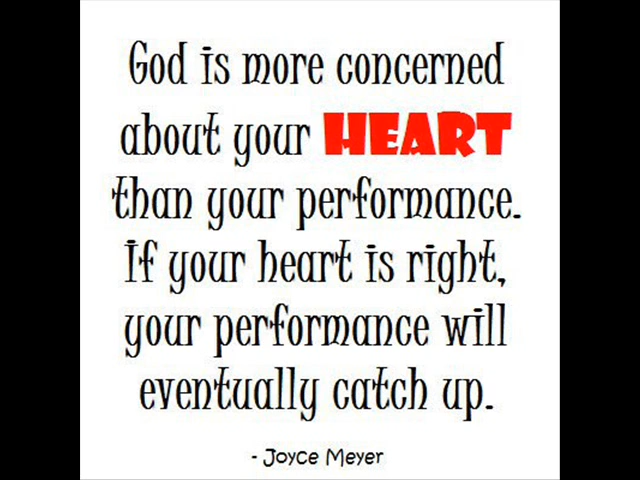 God is more concerned
about your HEART
than your performance.
If your heart is right,
your performance will
eventually catch up.
- Joyce Meyer